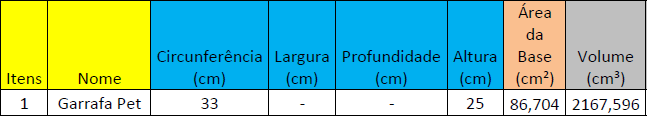 Itens Nome Circunferência (cm) Largura (cm) Profundidade (cm) Altura (cm) Área da Base (cm²) Volume (cm³)
1 Garrafa Pet 33 - - 25 86,704 2167,596